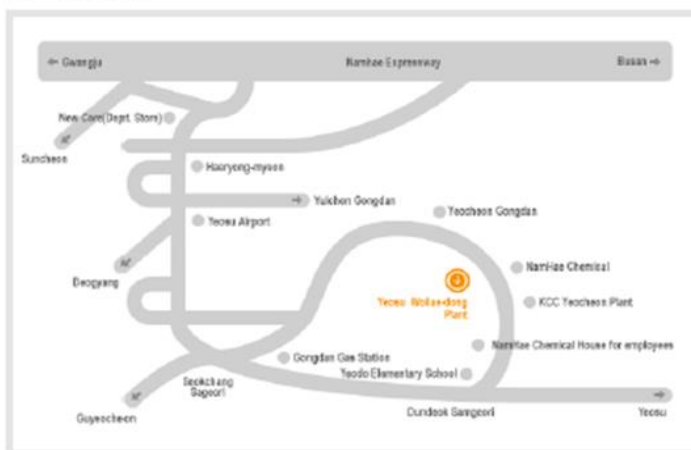 ← Gwangju
Namhae Expressway
Busan →
New Core(Dept. Store)
Suncheon
Haeryong-myeon
Yulchon Gongdan
Yeosu Airport
Yeocheon Gongdan
Deogyang
NamHae Chemical
Yeosu Wollae-dong
Plant
KCC Yeocheon Plant
NamHae Chemical House for employees
Gongdan Gas Station
Yeodo Elementary School
Seokchang
Sageori
Guyeocheon
Dundeok Samgeori
Yeosu